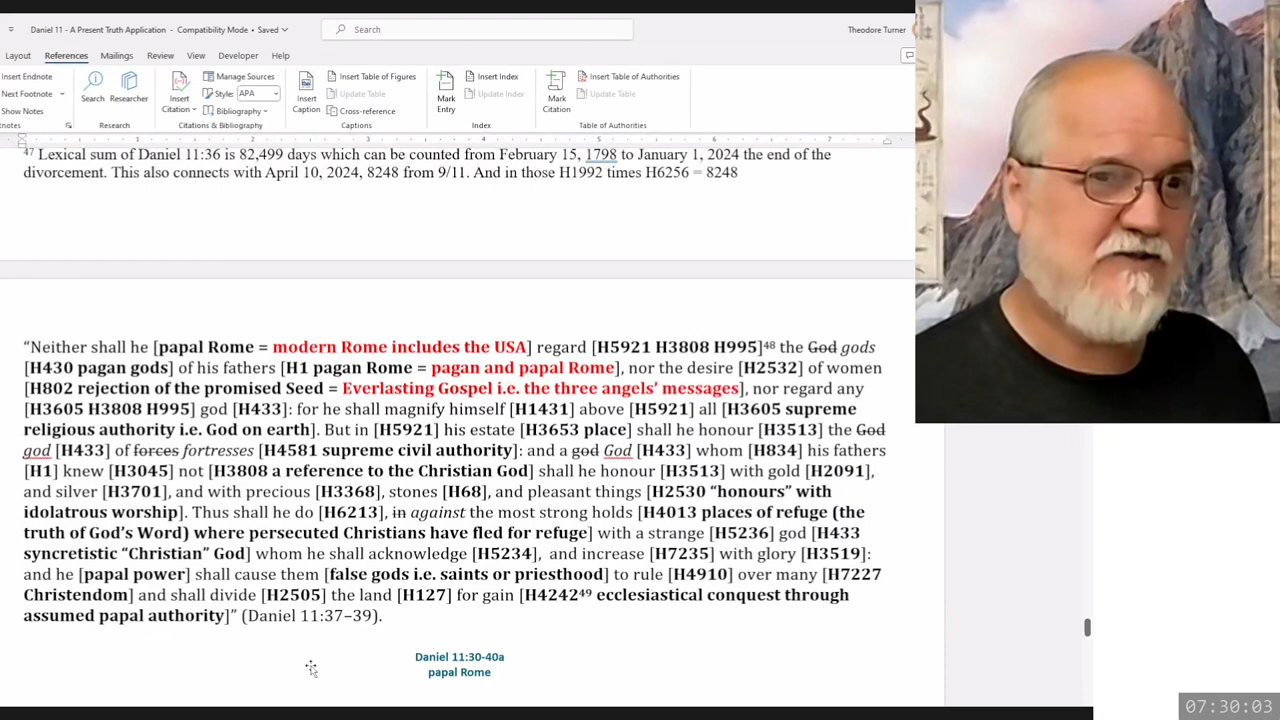 Daniel 11 - A Present Truth Application - Compatibility Mode • Saved
Search
Theodore Turner
Layout References Mailings Review View Developer Help
Insert Endnote
Next Footnote
Show Notes
Search
Researcher
Research
Insert Citation
Manage Sources
Style: APA
Bibliography
Citations & Bibliography
Insert Caption
Insert Table of Figures
Update Table
Cross-reference
Captions
Mark Entry
Insert Index
Update Index
Index
Mark Citation
Insert Table of Authorities
Update Table
Table of Authorities
47 Lexical sum of Daniel 11:36 is 82,499 days which can be counted from February 15, 1798 to January 1, 2024 the end of the
divorcement. This also connects with April 10, 2024, 8248 from 9/11. And in those H1992 times H6256 = 8248
“Neither shall he [papal Rome = modern Rome includes the USA] regard [H5921 H3808 H995]48 the God gods
[H430 pagan gods] of his fathers [H1 pagan Rome = pagan and papal Rome], nor the desire [H2532] of women
[H802 rejection of the promised Seed = Everlasting Gospel i.e. the three angels’ messages], nor regard any
[H3605 H3808 H995] god [H433]: for he shall magnify himself [H1431] above [H5921] all [H3605 supreme
religious authority i.e. God on earth]. But in [H5921] his estate [H3653 place] shall he honour [H3513] the God
god [H433] of forces fortresses [H4581 supreme civil authority]: and a god God [H433] whom [H834] his fathers
[H1] knew [H3045] not [H3808 a reference to the Christian God] shall he honour [H3513] with gold [H2091],
and silver [H3701], and with precious [H3368], stones [H68], and pleasant things [H2530 “honours” with
idolatrous worship]. Thus shall he do [H6213], in against the most strong holds [H4013 places of refuge (the
truth of God’s Word) where persecuted Christians have fled for refuge] with a strange [H5236] god [H433
syncretistic “Christian” God] whom he shall acknowledge [H5234], and increase [H7235] with glory [H3519]:
and he [papal power] shall cause them [false gods i.e. saints or priesthood] to rule [H4910] over many [H7227
Christendom] and shall divide [H2505] the land [H127] for gain [H424249 ecclesiastical conquest through
assumed papal authority]” (Daniel 11:37–39).
Daniel 11:30-40a
papal Rome
07:30:03